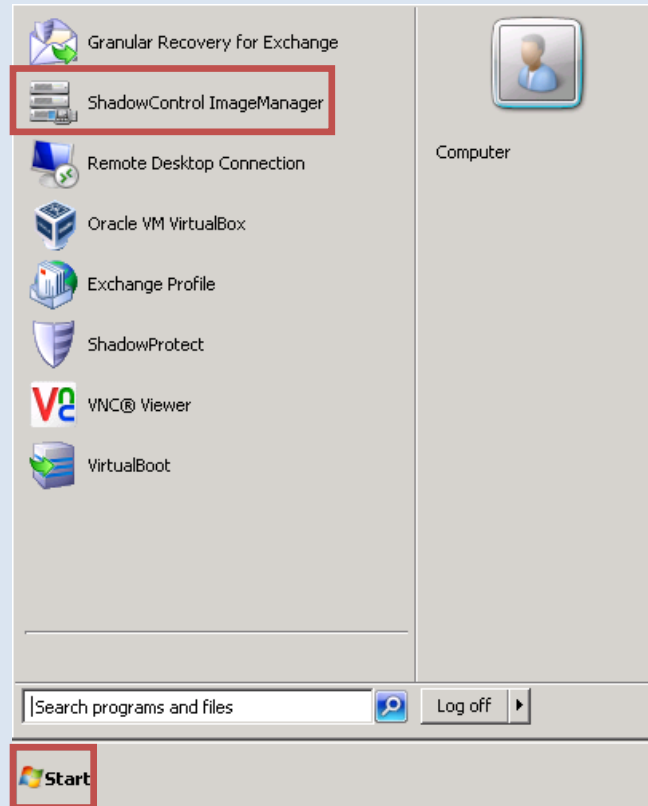 Granular Recovery for Exchange
ShadowControl ImageManager
Remote Desktop Connection
Oracle VM VirtualBox
Exchange Profile
ShadowProtect
VNC® Viewer
VirtualBoot
Computer
Search programs and files
Log off
Start